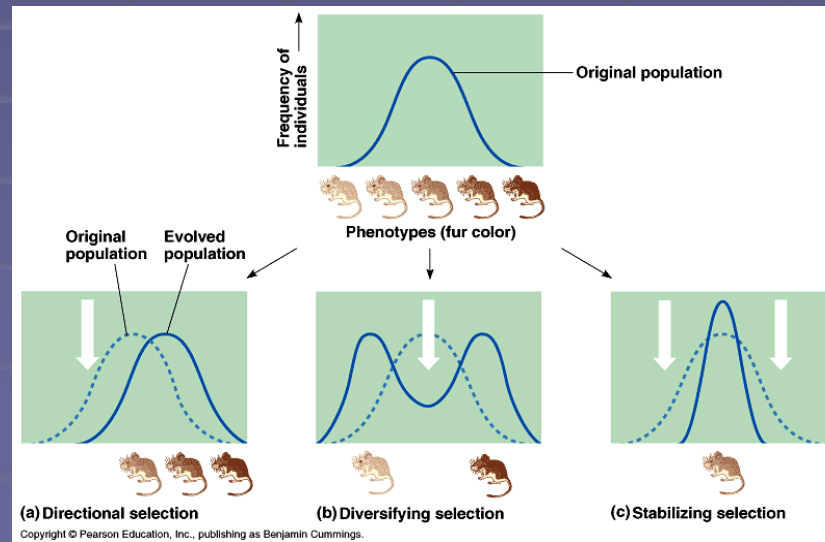 Frequency of
individuals
Original population
Phenotypes (fur color)
Original
population
Evolved
population
(a) Directional selection
(b) Diversifying selection
(c) Stabilizing selection
Copyright © Pearson Education, Inc., publishing as Benjamin Cummings.